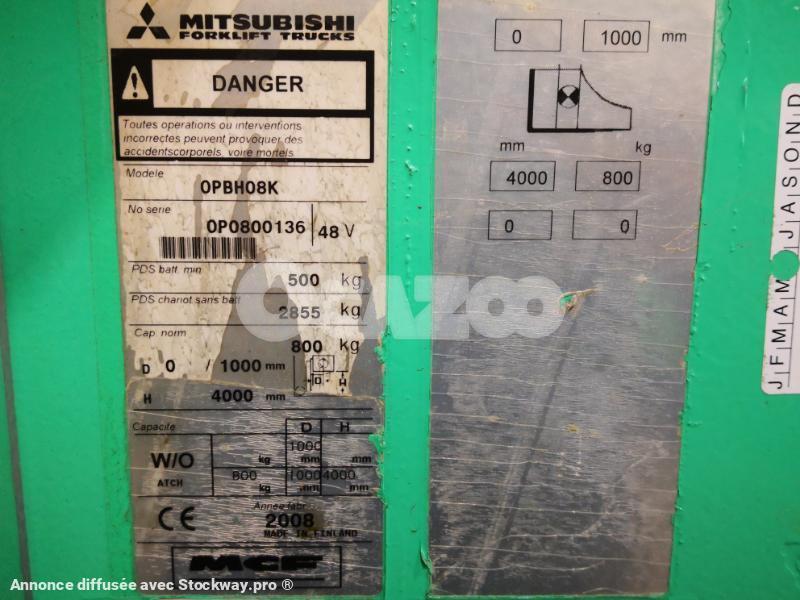 MITSUBISHI
FORKLIFT TRUCKS
DANGER
Toutes operations ou interventions
incorrectes peuvent provoquer des
accidentscorporels, voire mortels
Modele
OPBH08K
No serie
OP0800136 48 V
PDS batt. min
500 kg
PDS chariot sans batt
2855 kg
Cap. norm
800 kg
D 0 / 1000 mm
D H
H 4000 mm
Capacite D H
1000
W/O kg mm mm
ATCH 800 1000 4000
kg mm mm
CE Année fabr.
2008
MADE IN FINLAND
MCF
0 1000 mm
mm kg
4000 800
0 0
J F M A M J J A S O N D
OCAZOO
Annonce diffusée avec Stockway.pro ®